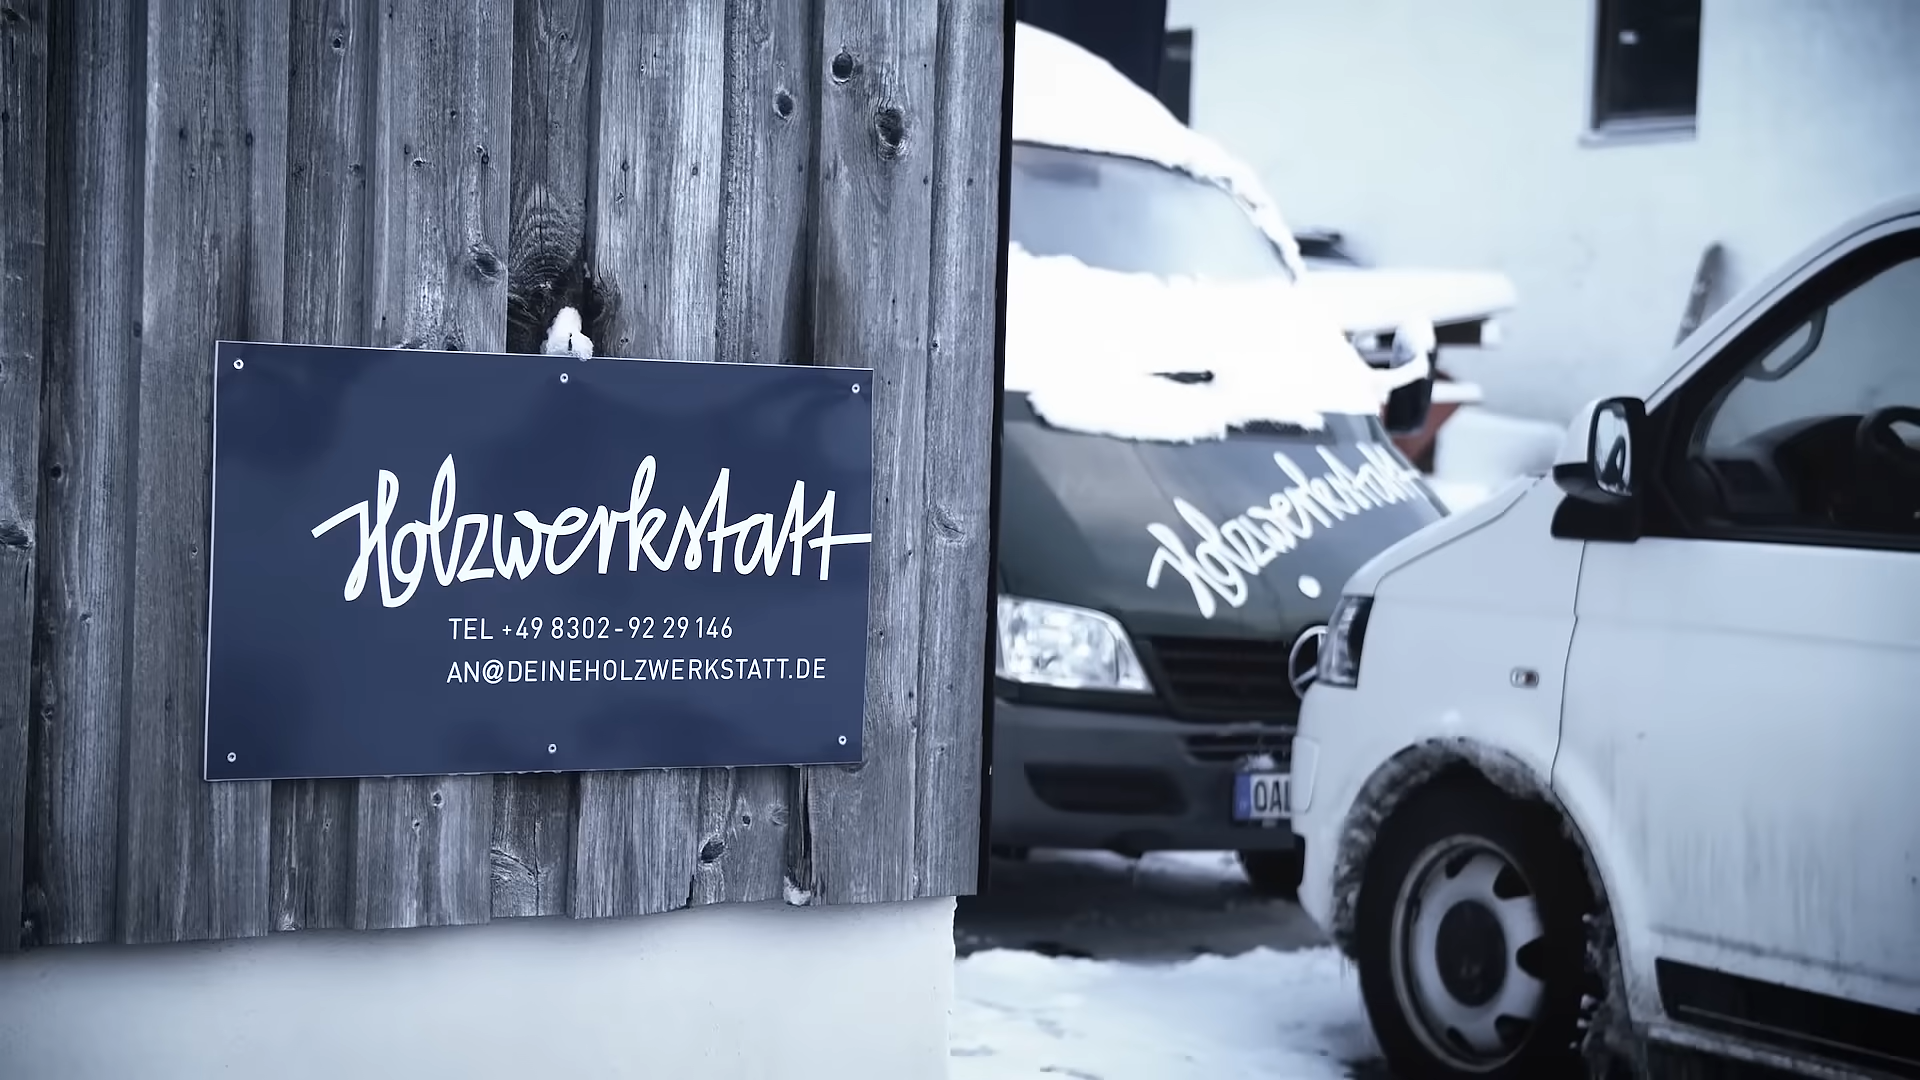 Holzwerkstatt
TEL +49 8302-92 29 146
AN@DEINEHOLZWERKSTATT.DE
Holzwerkstatt
OAL